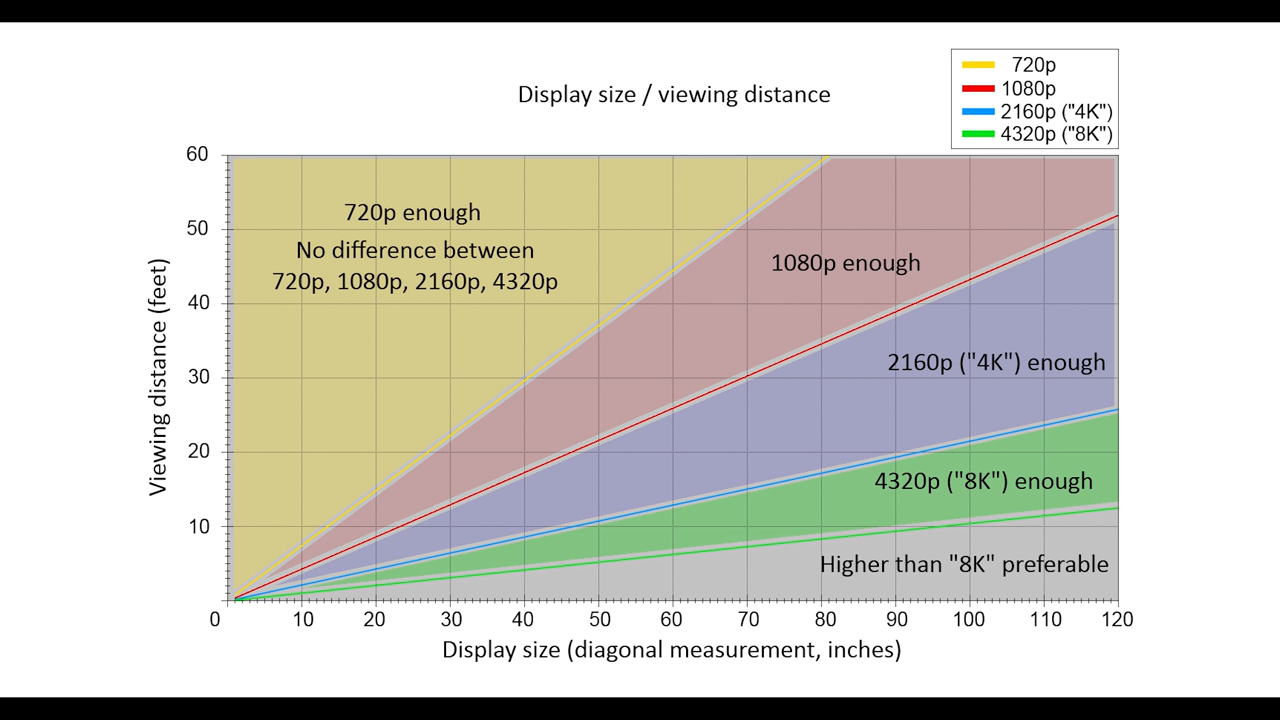 720p
1080p
2160p ("4K")
4320p ("8K")
Display size / viewing distance
60
50
40
30
20
10
Viewing distance (feet)
720p enough
No difference between
720p, 1080p, 2160p, 4320p
1080p enough
2160p ("4K") enough
4320p ("8K") enough
Higher than "8K" preferable
0 10 20 30 40 50 60 70 80 90 100 110 120
Display size (diagonal measurement, inches)